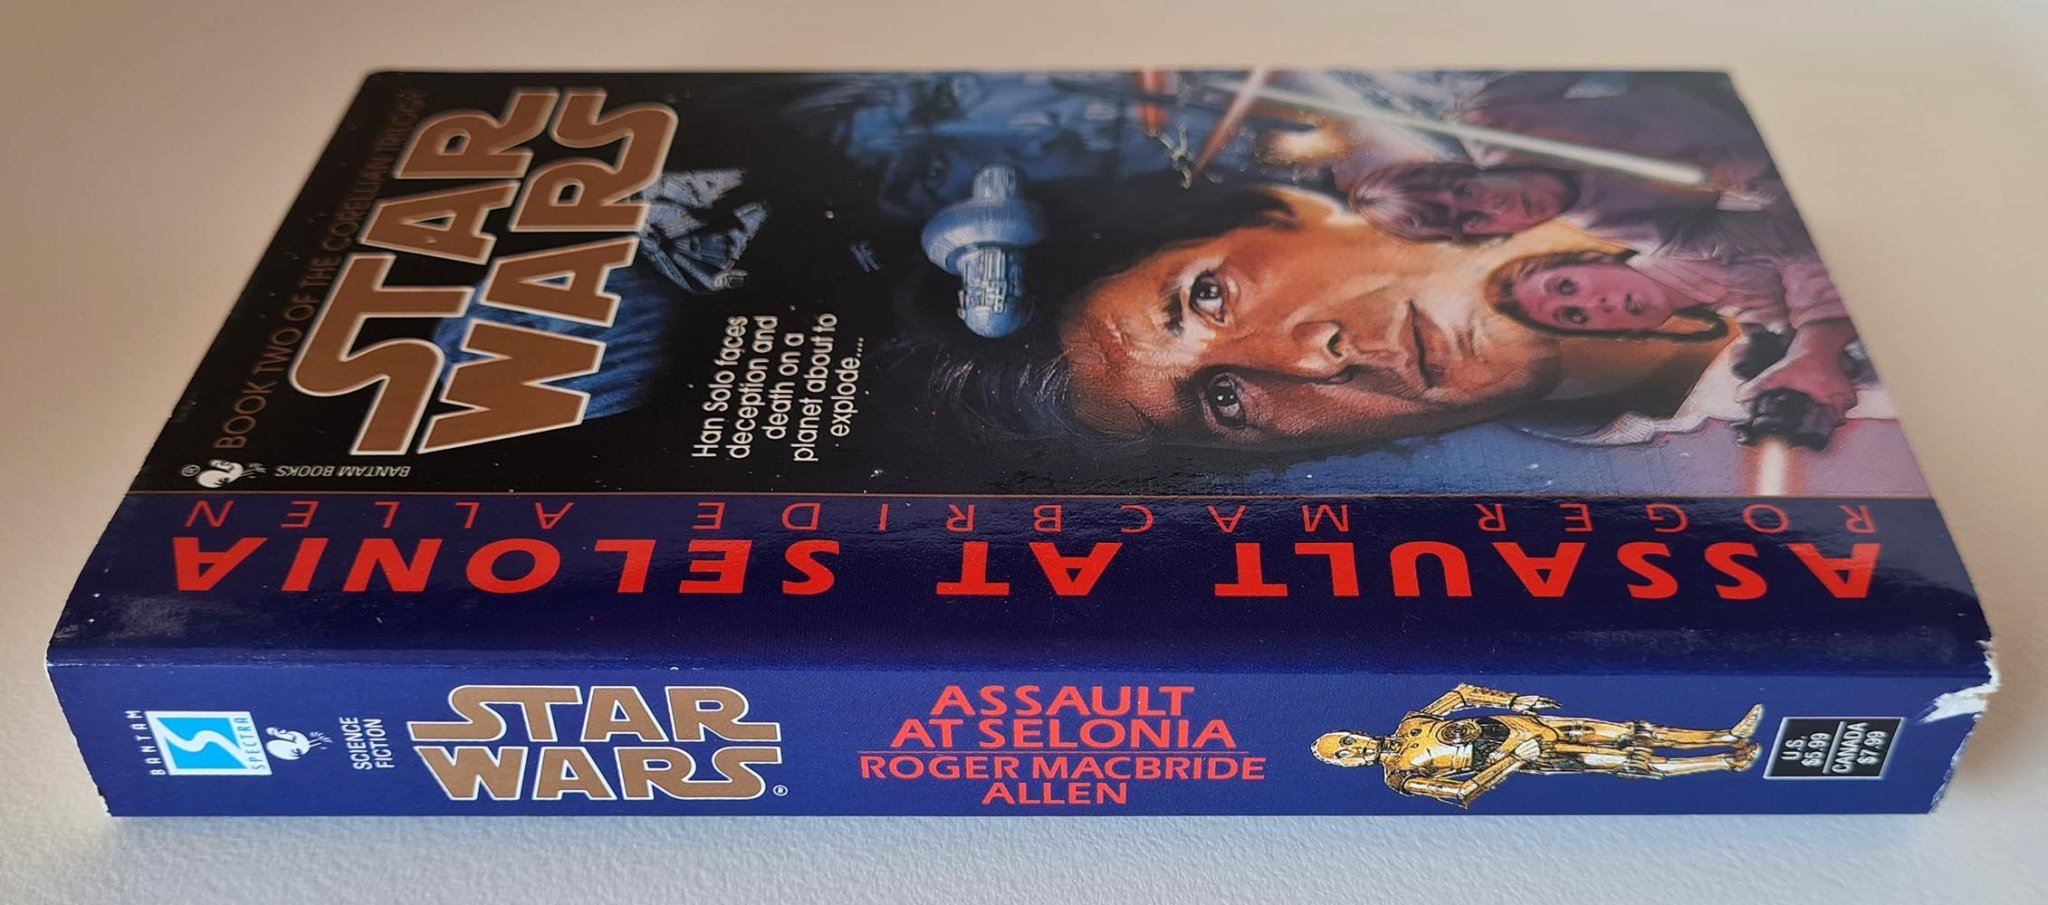 BOOK TWO OF THE CORELLIAN TRILOGY
STAR
WARS
®
BANTAM BOOKS
Han Solo faces
deception and
death on a
planet about to
explode....
ROGER MACBRIDE ALLEN
ASSAULT AT SELONIA
BANTAM
S
SPECTRA
SCIENCE
FICTION
STAR
WARS®
ASSAULT
AT SELONIA
ROGER MACBRIDE
ALLEN
U.S.
$5.99
CANADA
$7.99